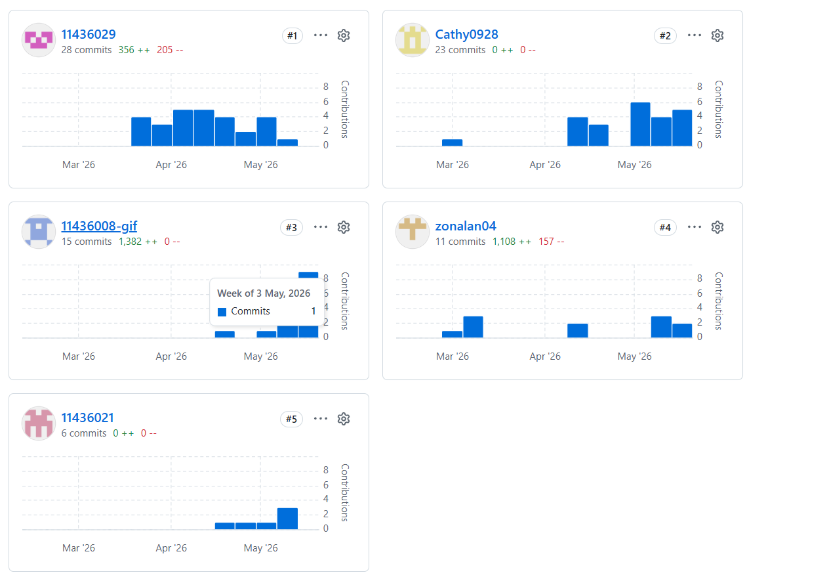 11436029
#1
28 commits 356 ++ 205 --
8
6
4
2
0
Contributions
Mar '26 Apr '26 May '26
Cathy0928
#2
23 commits 0 ++ 0 --
8
6
4
2
0
Contributions
Mar '26 Apr '26 May '26
11436008-gif
#3
15 commits 1,382 ++ 0 --
Week of 3 May, 2026
Commits 1
8
6
4
2
0
Contributions
Mar '26 Apr '26 May '26
zonalan04
#4
11 commits 1,108 ++ 157 --
8
6
4
2
0
Contributions
Mar '26 Apr '26 May '26
11436021
#5
6 commits 0 ++ 0 --
8
6
4
2
0
Contributions
Mar '26 Apr '26 May '26